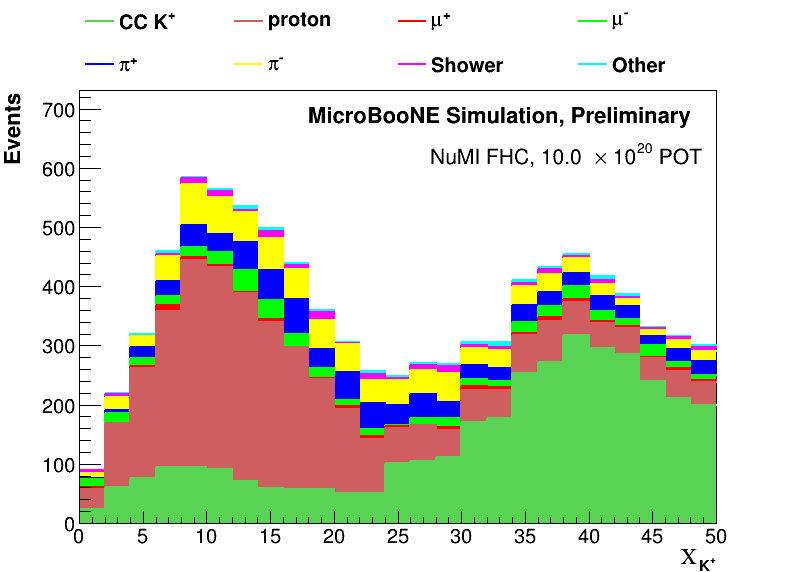 CC K⁺ proton μ⁺ μ⁻
π⁺ π⁻ Shower Other
MicroBooNE Simulation, Preliminary
NuMI FHC, 10.0 × 10²⁰ POT
Events
700
600
500
400
300
200
100
0
0 5 10 15 20 25 30 35 40 45 50
χ K⁺